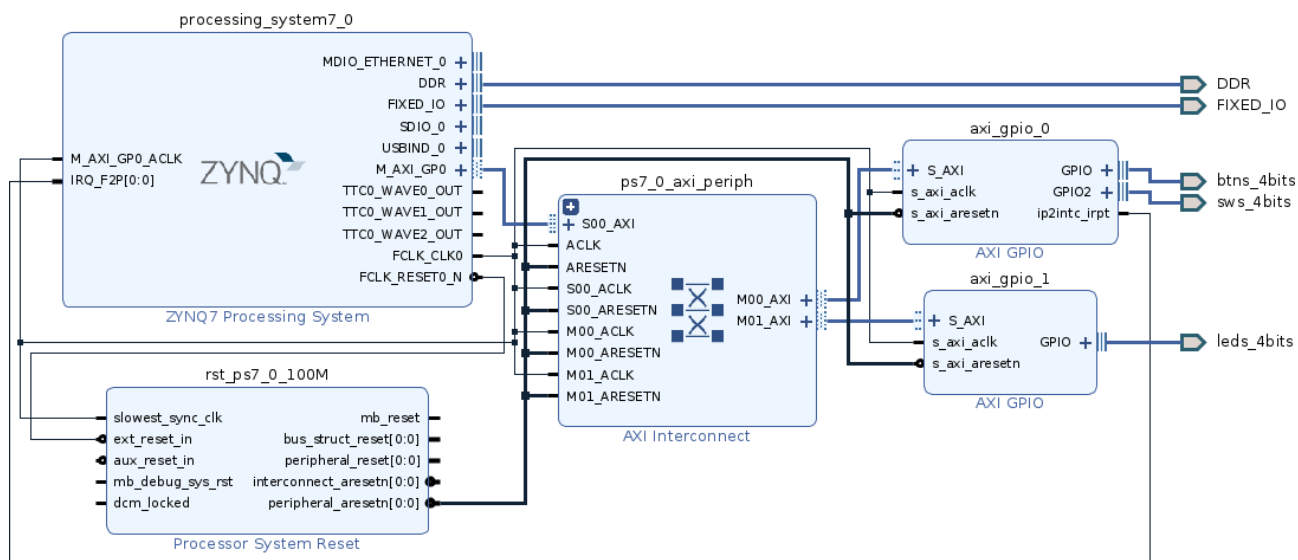 processing_system7_0
MDIO_ETHERNET_0
DDR
FIXED_IO
SDIO_0
USBIND_0
M_AXI_GP0
TTC0_WAVE0_OUT
TTC0_WAVE1_OUT
TTC0_WAVE2_OUT
FCLK_CLK0
FCLK_RESET0_N
M_AXI_GP0_ACLK
IRQ_F2P[0:0]
ZYNQ
ZYNQ7 Processing System
rst_ps7_0_100M
slowest_sync_clk
ext_reset_in
aux_reset_in
mb_debug_sys_rst
dcm_locked
mb_reset
bus_struct_reset[0:0]
peripheral_reset[0:0]
interconnect_aresetn[0:0]
peripheral_aresetn[0:0]
Processor System Reset
ps7_0_axi_periph
S00_AXI
ACLK
ARESETN
S00_ACLK
S00_ARESETN
M00_ACLK
M00_ARESETN
M01_ACLK
M01_ARESETN
M00_AXI
M01_AXI
AXI Interconnect
axi_gpio_0
S_AXI
s_axi_aclk
s_axi_aresetn
GPIO
GPIO2
ip2intc_irpt
AXI GPIO
axi_gpio_1
S_AXI
s_axi_aclk
s_axi_aresetn
GPIO
AXI GPIO
DDR
FIXED_IO
btns_4bits
sws_4bits
leds_4bits